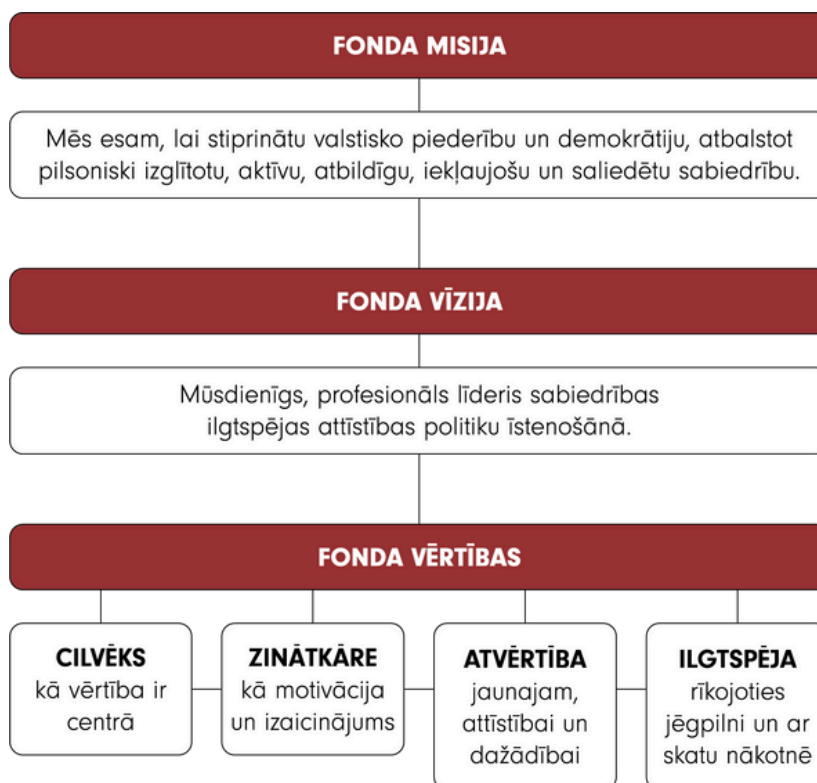 FONDA MISIJA
Mēs esam, lai stiprinātu valstisko piederību un demokrātiju, atbalstot
pilsoniski izglītotu, aktīvu, atbildīgu, iekļaujošu un saliedētu sabiedrību.
FONDA VĪZIJA
Mūsdienīgs, profesionāls līderis sabiedrības
ilgtspējas attīstības politiku īstenošānā.
FONDA VĒRTĪBAS
CILVĒKS
kā vērtība ir
centrā
ZINĀTKĀRE
kā motivācija
un izaicinājums
ATVĒRTĪBA
jaunajam,
attīstībai un
dažādībai
ILGTSPĒJA
rīkojoties
jēgpilni un ar
skatu nākotnē